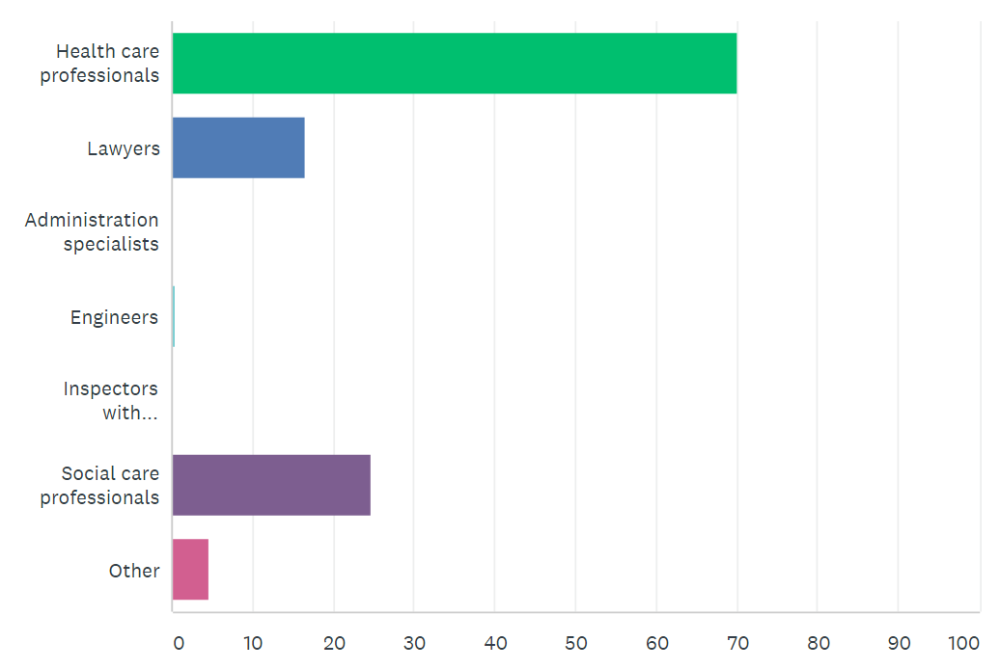 Health care
professionals
Lawyers
Administration
specialists
Engineers
Inspectors
with...
Social care
professionals
Other
0 10 20 30 40 50 60 70 80 90 100